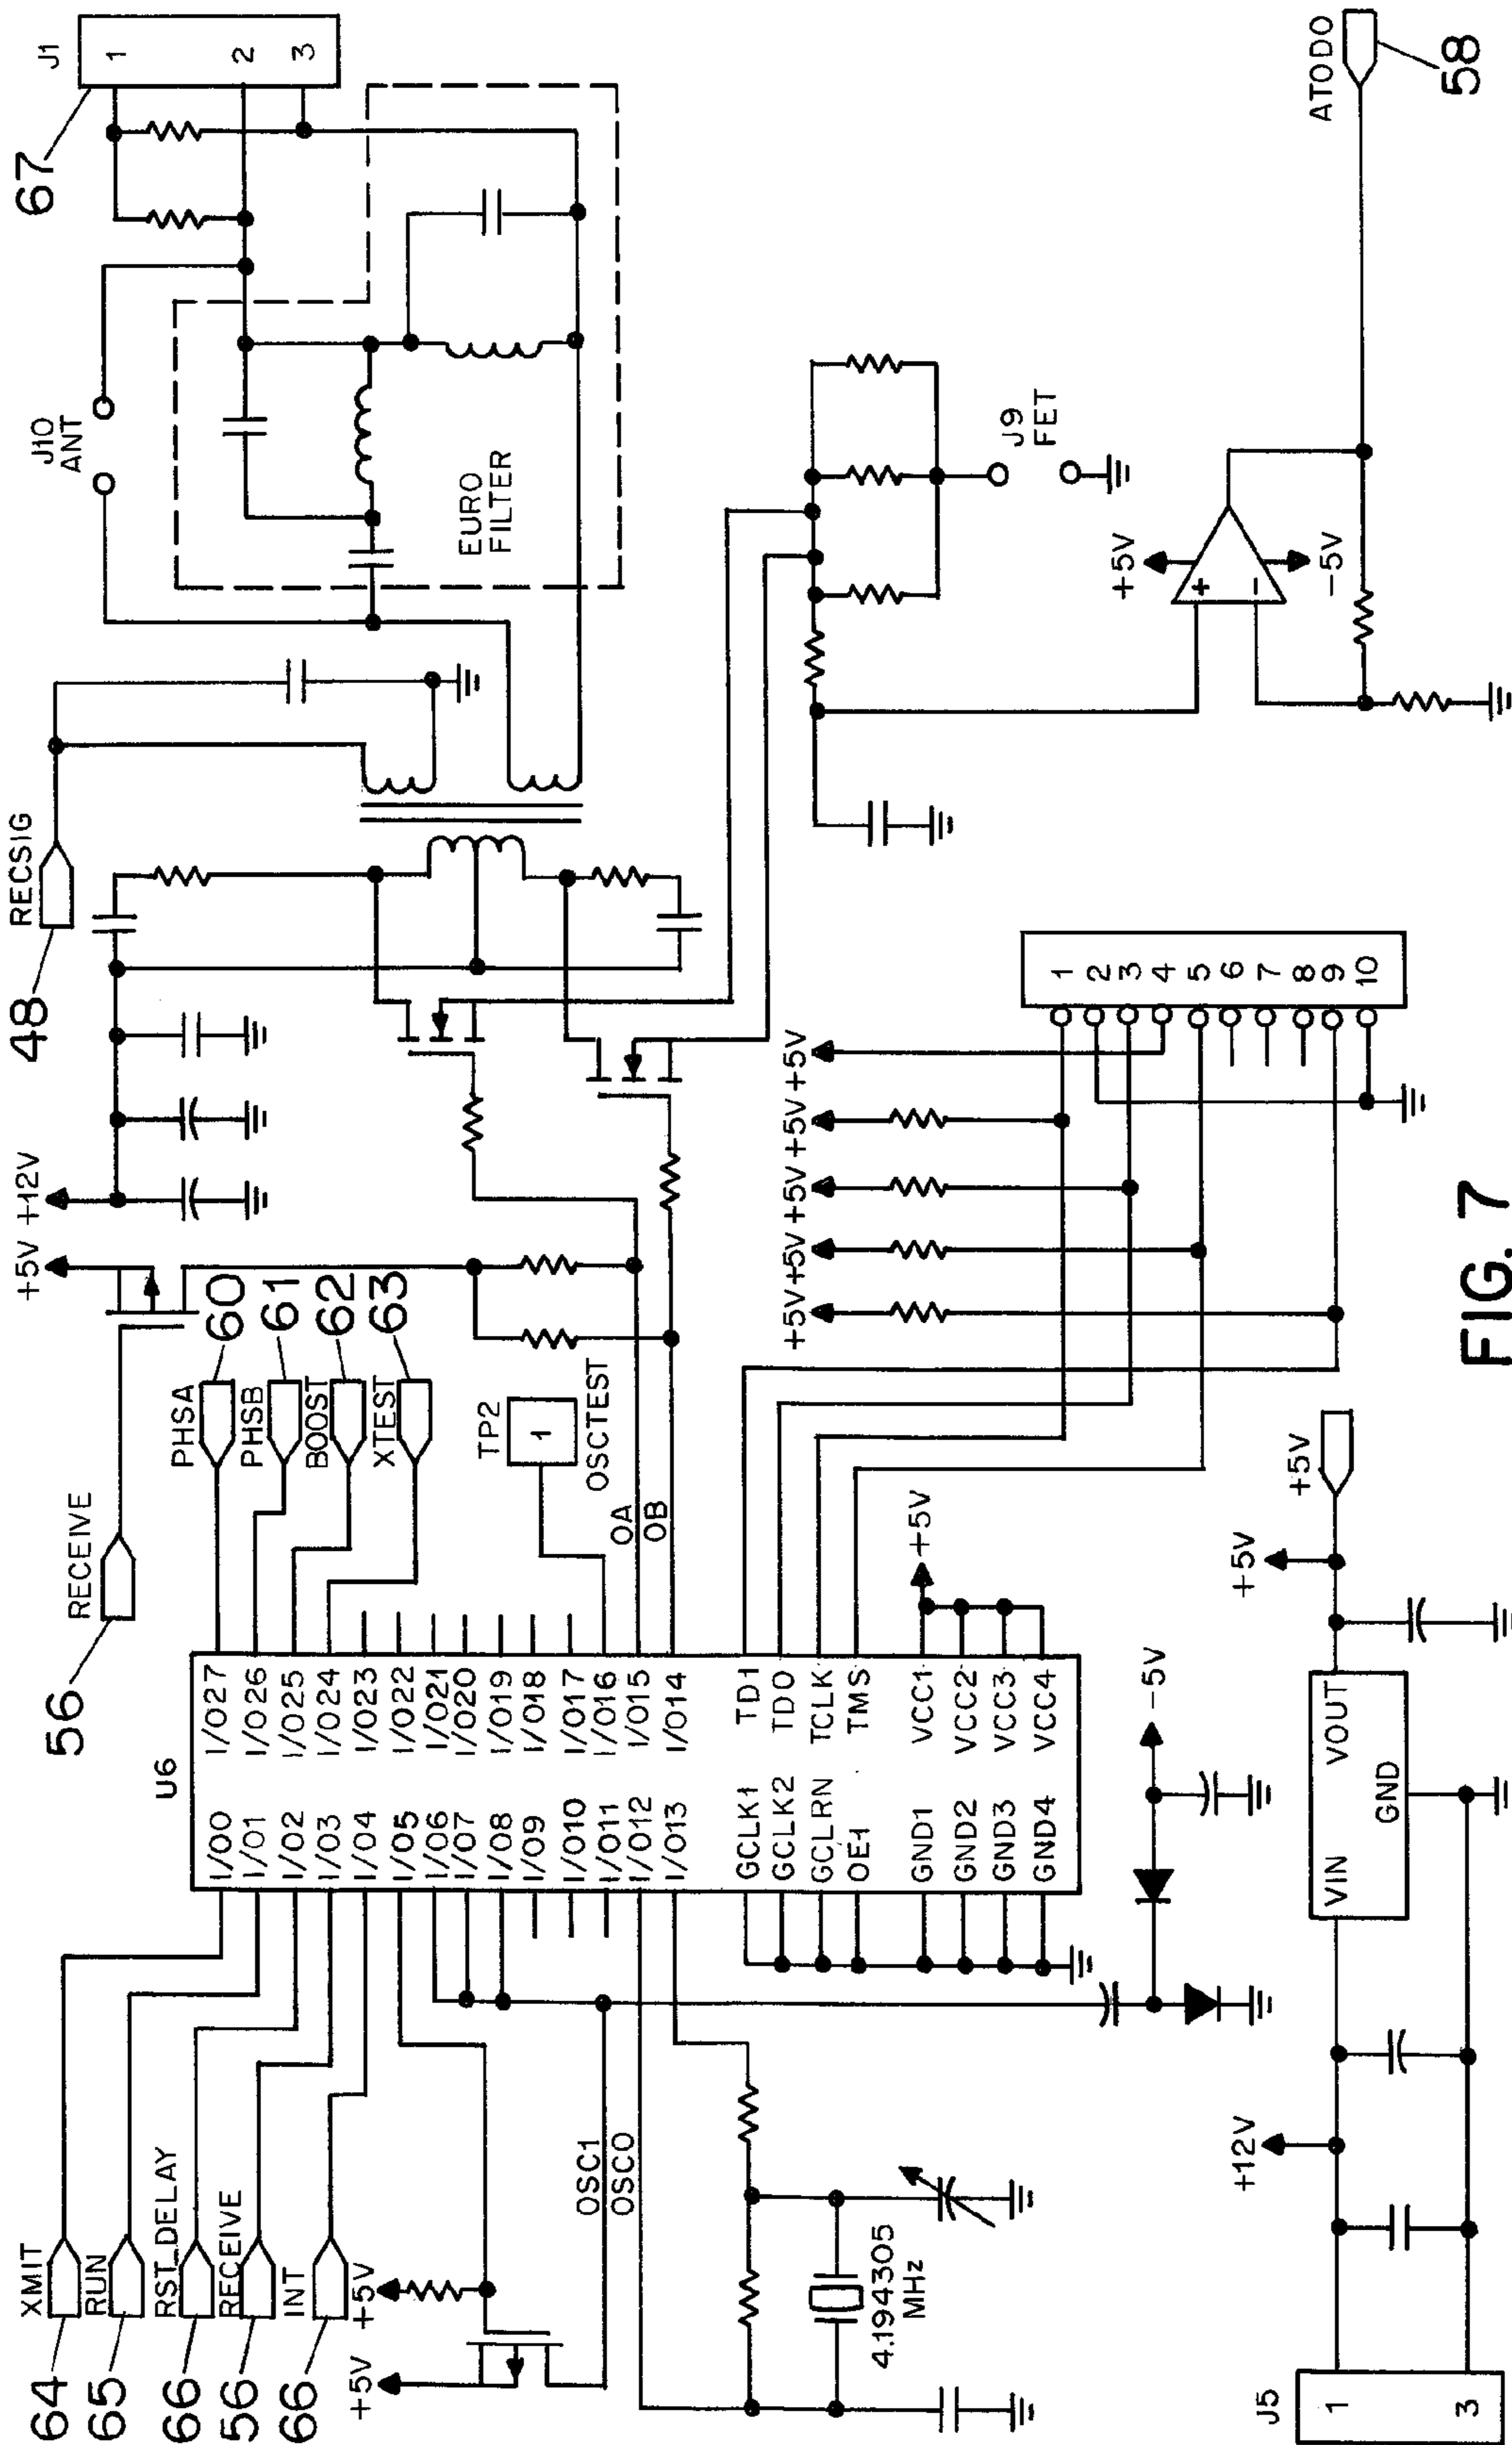 64
XMIT
65
RUN
66
RST_DELAY
56
RECEIVE
66
INT
+5V
+5V
OSC1
OSC0
4.194305
MHz
U6
I/O0
I/O1
I/O2
I/O3
I/O4
I/O5
I/O6
I/O7
I/O8
I/O9
I/O10
I/O11
I/O12
I/O13
GCLK1
GCLK2
GCLRN
OE1
GND1
GND2
GND3
GND4
I/O27
I/O26
I/O25
I/O24
I/O23
I/O22
I/O21
I/O20
I/O19
I/O18
I/O17
I/O16
I/O15
I/O14
TD1
TDO
TCLK
TMS
VCC1
VCC2
VCC3
VCC4
+5V
-5V
56
RECEIVE
PHSA
60
PHSB
61
BOOST
62
XTEST
63
TP2
1
OSCTEST
OA
OB
+5V
+12V
48
RECSIG
J10
ANT
EURO
FILTER
67
J1
1
2
3
J9
FET
+5V
+
-
-5V
ATODO
58
+5V
+5V
+5V
+5V
+5V
1
2
3
4
5
6
7
8
9
10
J5
1
3
+12V
VIN
VOUT
GND
+5V
+5V
FIG. 7